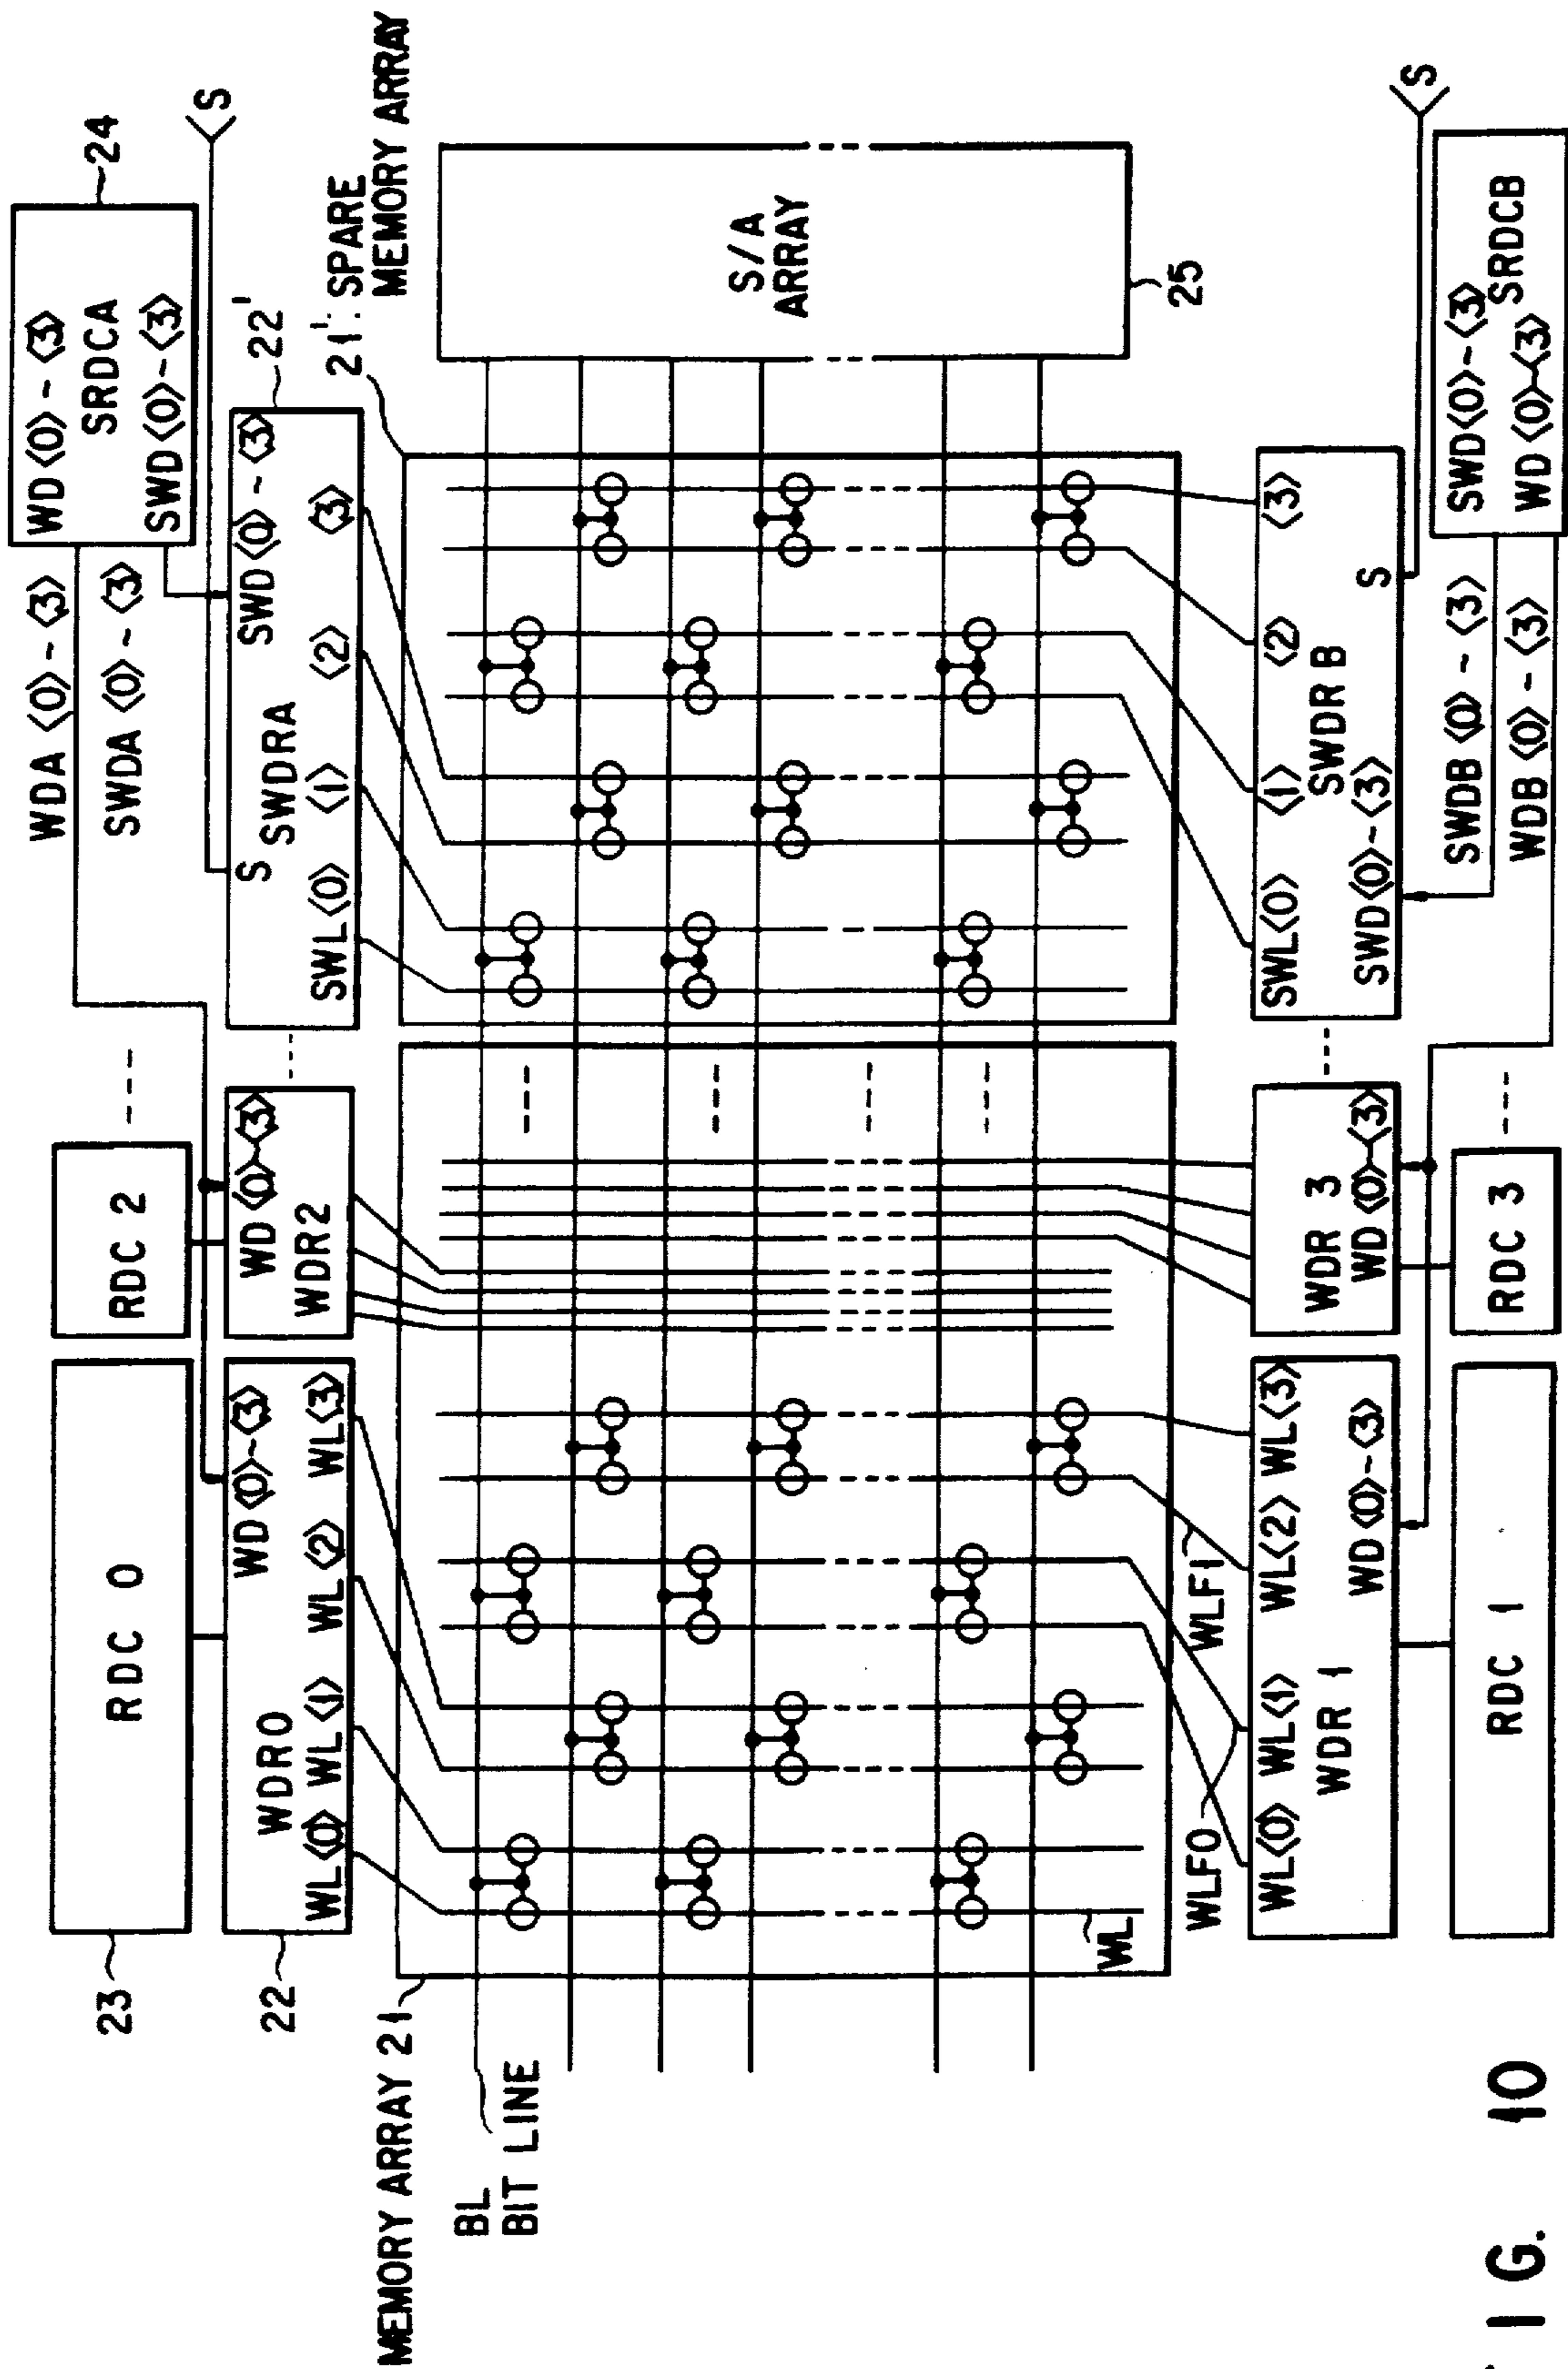 23
RDC 0
RDC 2
WDA〈0〉~〈3〉
SWDA〈0〉~〈3〉
WD〈0〉~〈3〉
SRDCA
SWD〈0〉~〈3〉
24
S
22
WD〈0〉~〈3〉
WDR0
WL〈0〉 WL〈1〉 WL〈2〉 WL〈3〉
WD〈0〉~〈3〉
WDR2
S
SWD〈0〉~〈3〉
SWDRA
SWL〈0〉 〈1〉 〈2〉 〈3〉
22'
MEMORY ARRAY 21
21': SPARE
MEMORY ARRAY
BL
BIT LINE
S/A
ARRAY
25
WL
WLF0
WLF1
WL〈0〉 WL〈1〉 WL〈2〉 WL〈3〉
WDR 1
WD〈0〉~〈3〉
WDR 3
WD〈0〉~〈3〉
SWL〈0〉 〈1〉 〈2〉 〈3〉
SWDR B
SWD〈0〉~〈3〉
S
S
RDC 1
RDC 3
SWDB〈0〉~〈3〉
WDB〈0〉~〈3〉
SWD〈0〉~〈3〉
SRDCB
WD〈0〉~〈3〉
IG. 10